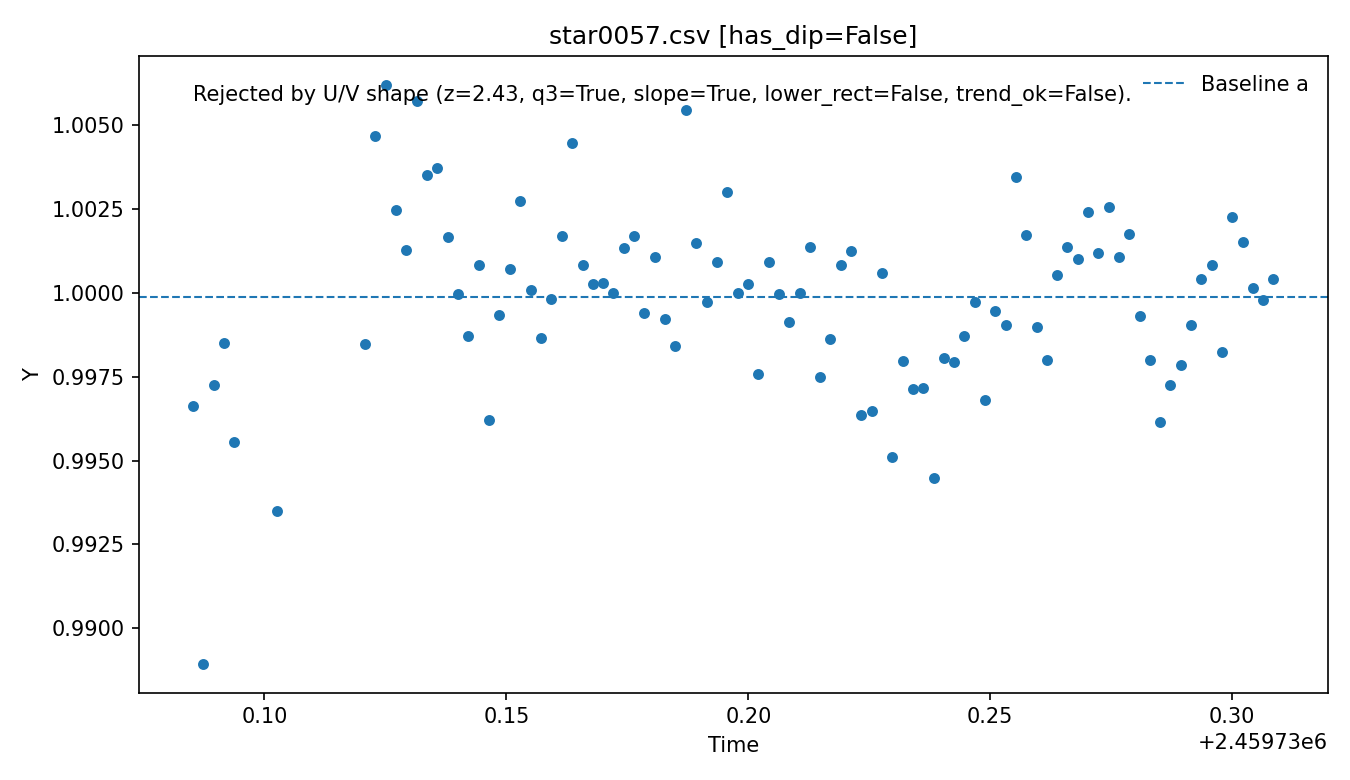 star0057.csv [has_dip=False]
Rejected by U/V shape (z=2.43, q3=True, slope=True, lower_rect=False, trend_ok=False).
Baseline a
1.0050
1.0025
1.0000
0.9975
0.9950
0.9925
0.9900
Y
0.10
0.15
0.20
0.25
0.30
Time
+2.45973e6